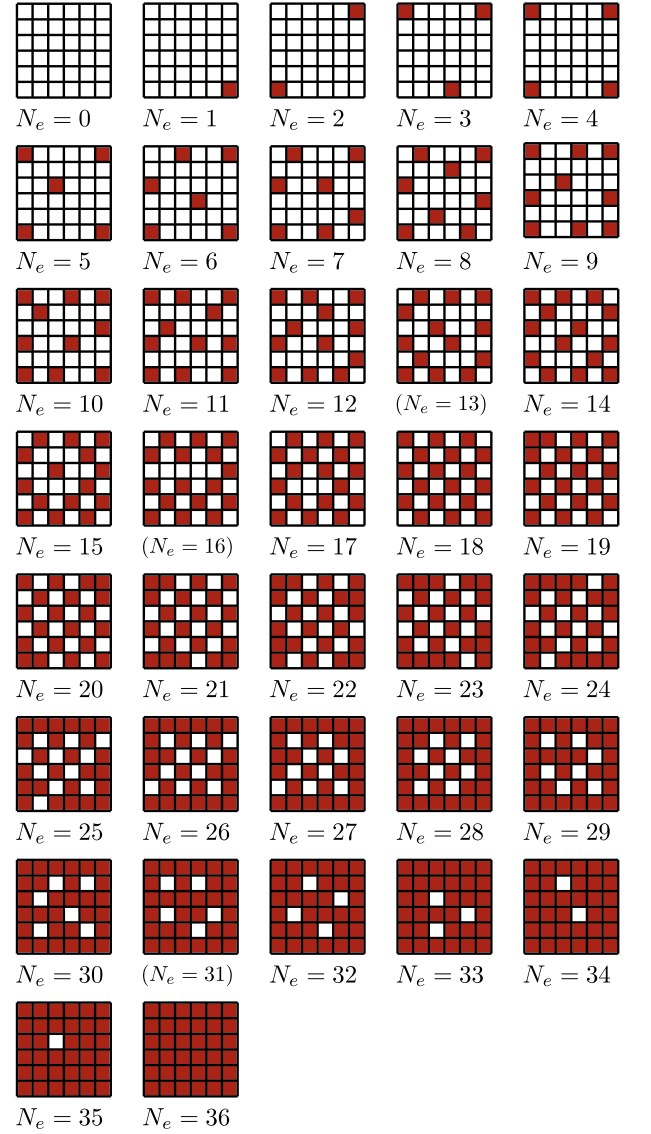 N_e = 0 N_e = 1 N_e = 2 N_e = 3 N_e = 4
N_e = 5 N_e = 6 N_e = 7 N_e = 8 N_e = 9
N_e = 10 N_e = 11 N_e = 12 (N_e = 13) N_e = 14
N_e = 15 (N_e = 16) N_e = 17 N_e = 18 N_e = 19
N_e = 20 N_e = 21 N_e = 22 N_e = 23 N_e = 24
N_e = 25 N_e = 26 N_e = 27 N_e = 28 N_e = 29
N_e = 30 (N_e = 31) N_e = 32 N_e = 33 N_e = 34
N_e = 35 N_e = 36